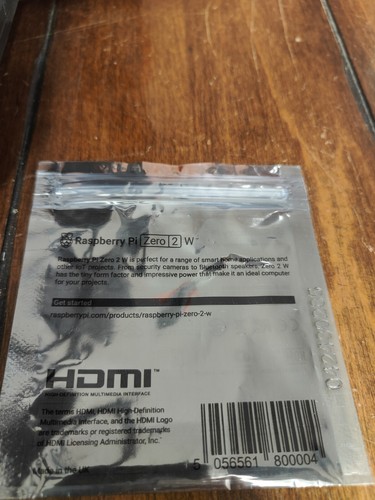 Raspberry Pi Zero 2 W
Raspberry Pi Zero 2 W is perfect for a range of smart home applications and
other IoT projects. From security cameras to Bluetooth speakers, Zero 2 W
has the tiny form factor and impressive power that make it an ideal computer
for your projects.
Get started
raspberrypi.com/products/raspberry-pi-zero-2-w
HDMI™
HIGH-DEFINITION MULTIMEDIA INTERFACE
The terms HDMI, HDMI High-Definition
Multimedia Interface, and the HDMI Logo
are trademarks or registered trademarks
of HDMI Licensing Administrator, Inc.
Made in the UK
5 056561 800004